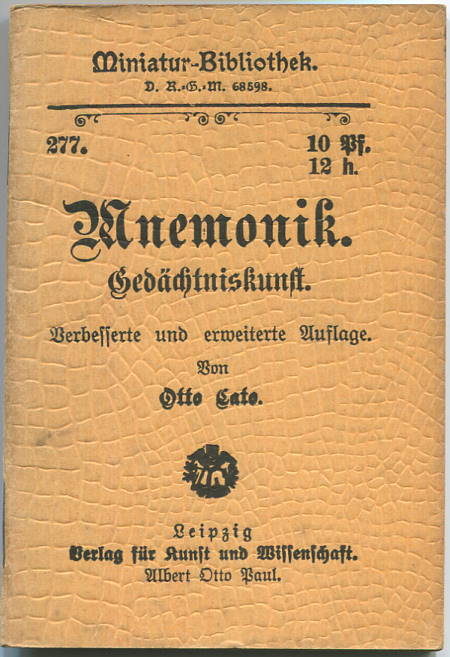 Miniatur-Bibliothek.
D. R.-G.-M. 68598.
277.
10 Pf.
12 h.
Mnemonik.
Gedächtniskunst.
Verbesserte und erweiterte Auflage.
Von
Otto Cato.
Leipzig
Verlag für Kunst und Wissenschaft.
Albert Otto Paul.